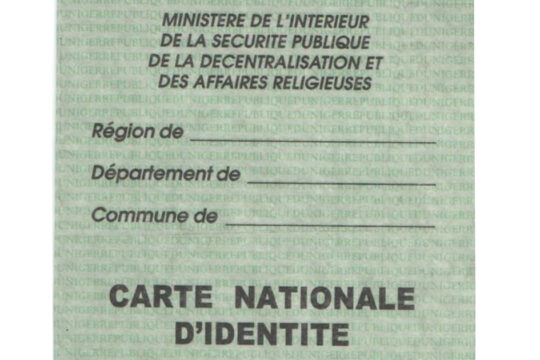 MINISTERE DE L'INTERIEUR
DE LA SECURITE PUBLIQUE
DE LA DECENTRALISATION ET
DES AFFAIRES RELIGIEUSES
Région de
Département de
Commune de
CARTE NATIONALE
D'IDENTITE